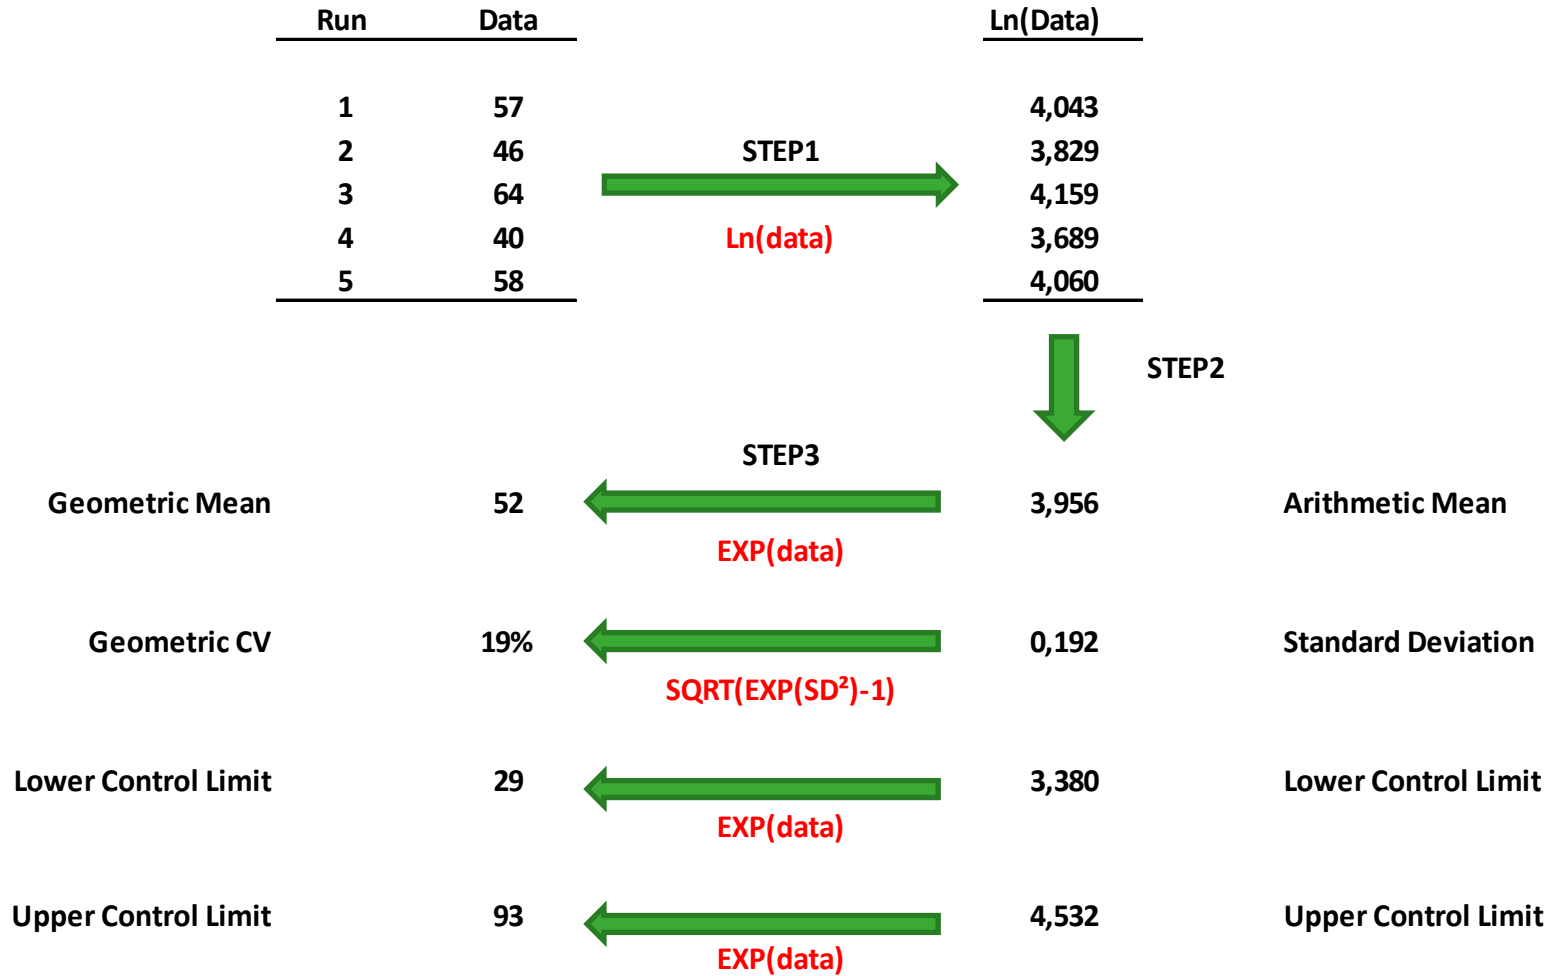 Run Data Ln(Data)
1 57 4,043
2 46 STEP1 3,829
3 64 4,159
4 40 Ln(data) 3,689
5 58 4,060
STEP2
STEP3
Geometric Mean 52 3,956 Arithmetic Mean
EXP(data)
Geometric CV 19% 0,192 Standard Deviation
SQRT(EXP(SD²)-1)
Lower Control Limit 29 3,380 Lower Control Limit
EXP(data)
Upper Control Limit 93 4,532 Upper Control Limit
EXP(data)